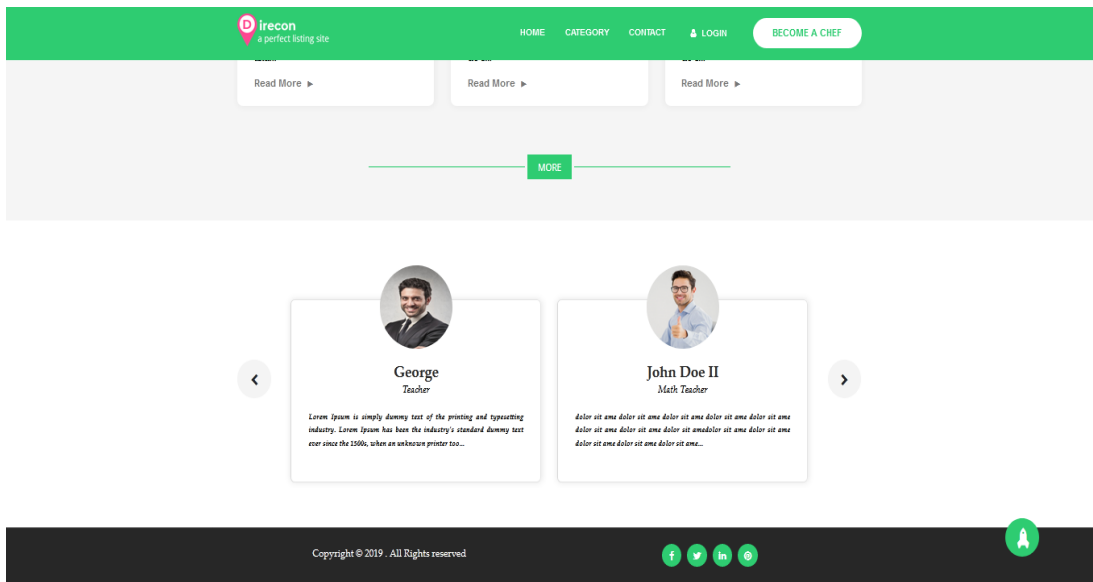 Direcon
a perfect listing site
HOME CATEGORY CONTACT LOGIN BECOME A CHEF
Read More Read More Read More
MORE
George
Teacher
Lorem Ipsum is simply dummy text of the printing and typesetting
industry. Lorem Ipsum has been the industry's standard dummy text
ever since the 1500s, when an unknown printer too...
John Doe II
Math Teacher
dolor sit ame dolor sit ame dolor sit ame dolor sit ame dolor sit ame
dolor sit ame dolor sit ame dolor sit amedolor sit ame dolor sit ame
dolor sit ame dolor sit ame dolor sit ame...
Copyright © 2019 . All Rights reserved